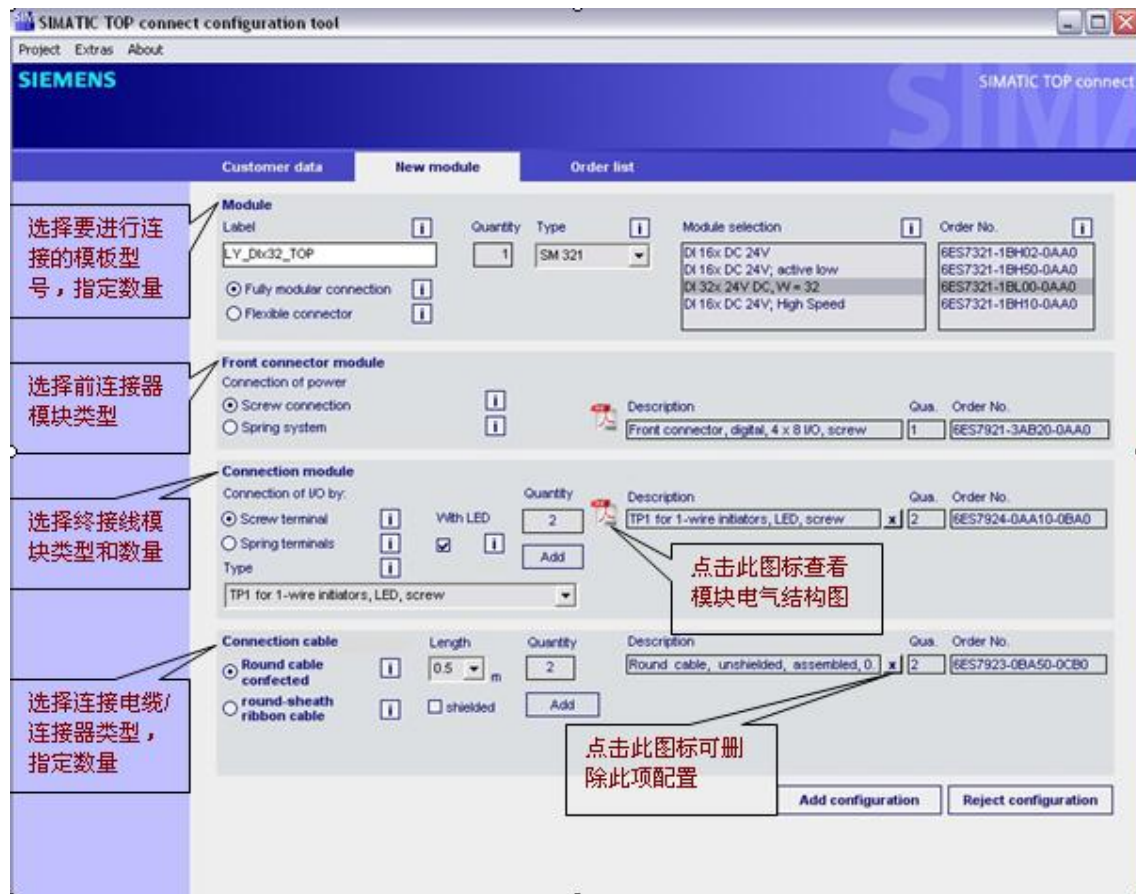 SIMATIC TOP connect configuration tool
Project Extras About
SIEMENS
SIMATIC TOP connect
SIMA
Customer data
New module
Order list
选择要进行连
接的模板型
号，指定数量
Module
Label
Quantity
Type
Module selection
Order No.
LY_DIx32_TOP
1
SM 321
DI 16x DC 24V
6ES7321-1BH02-0AA0
DI 16x DC 24V; active low
6ES7321-1BH50-0AA0
DI 32x 24V DC, W = 32
6ES7321-1BL00-0AA0
DI 16x DC 24V; High Speed
6ES7321-1BH10-0AA0
Fully modular connection
Flexible connector
选择前连接器
模块类型
Front connector module
Connection of power
Screw connection
Spring system
Description
Qua.
Order No.
Front connector, digital, 4 x 8 I/O, screw
1
6ES7921-3AB20-0AA0
选择终接线模
块类型和数量
Connection module
Connection of I/O by:
Screw terminal
Spring terminals
With LED
Quantity
2
Add
Type
TP1 for 1-wire initiators, LED, screw
Description
Qua.
Order No.
TP1 for 1-wire initiators, LED, screw
x
2
6ES7924-0AA10-0BA0
点击此图标查看
模块电气结构图
选择连接电缆/
连接器类型，
指定数量
Connection cable
Round cable
confected
round-sheath
ribbon cable
Length
0.5
m
shielded
Quantity
2
Add
Description
Qua.
Order No.
Round cable, unshielded, assembled, 0.
x
2
6ES7923-0BA50-0CB0
点击此图标可删
除此项配置
Add configuration
Reject configuration